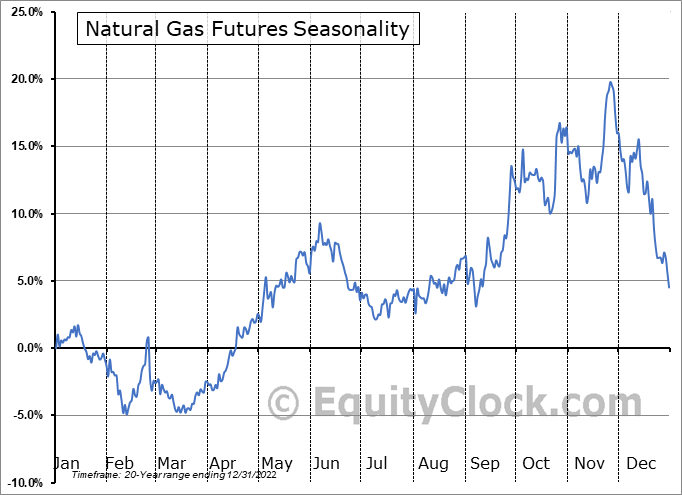 Natural Gas Futures Seasonality
25.0%
20.0%
15.0%
10.0%
5.0%
0.0%
-5.0%
-10.0%
© EquityClock.com
Jan Feb Mar Apr May Jun Jul Aug Sep Oct Nov Dec
Timeframe: 20-Year range ending 12/31/2022